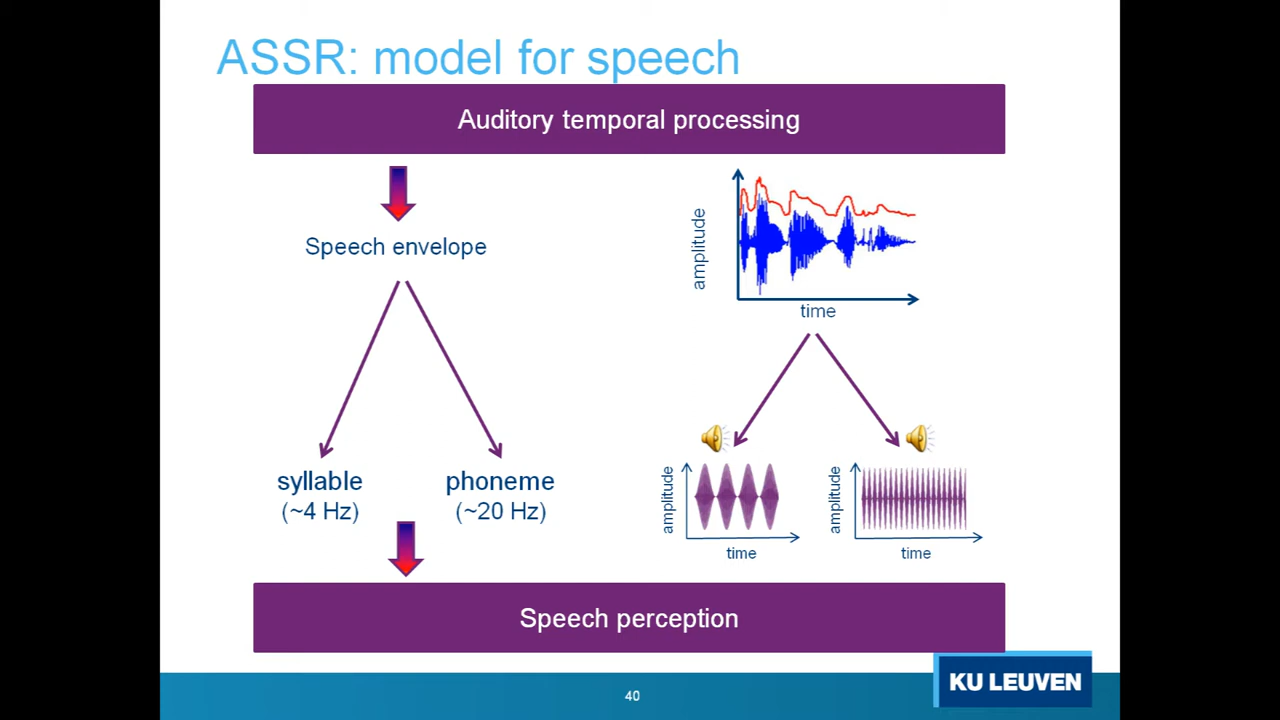 ASSR: model for speech
Auditory temporal processing
Speech envelope
amplitude
time
syllable
(~4 Hz)
phoneme
(~20 Hz)
amplitude
time
amplitude
time
Speech perception
KU LEUVEN
40